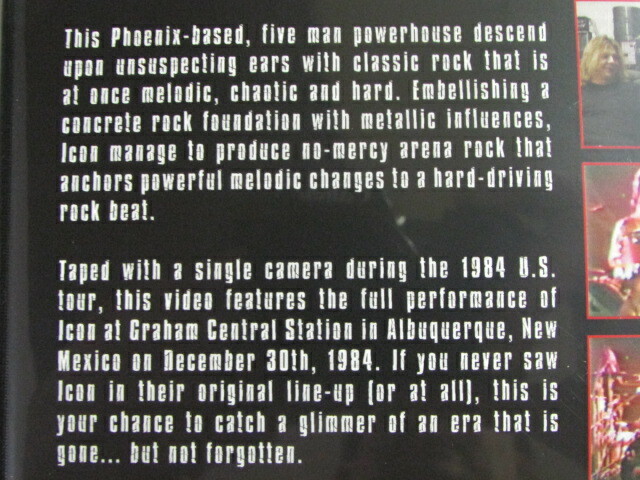 This Phoenix-based, five man powerhouse descend
upon unsuspecting ears with classic rock that is
at once melodic, chaotic and hard. Embellishing a
concrete rock foundation with metallic influences,
Icon manage to produce no-mercy arena rock that
anchors powerful melodic changes to a hard-driving
rock beat.
Taped with a single camera during the 1984 U.S.
tour, this video features the full performance of
Icon at Graham Central Station in Albuquerque, New
Mexico on December 30th, 1984. If you never saw
Icon in their original line-up (or at all), this is
your chance to catch a glimmer of an era that is
gone... but not forgotten.